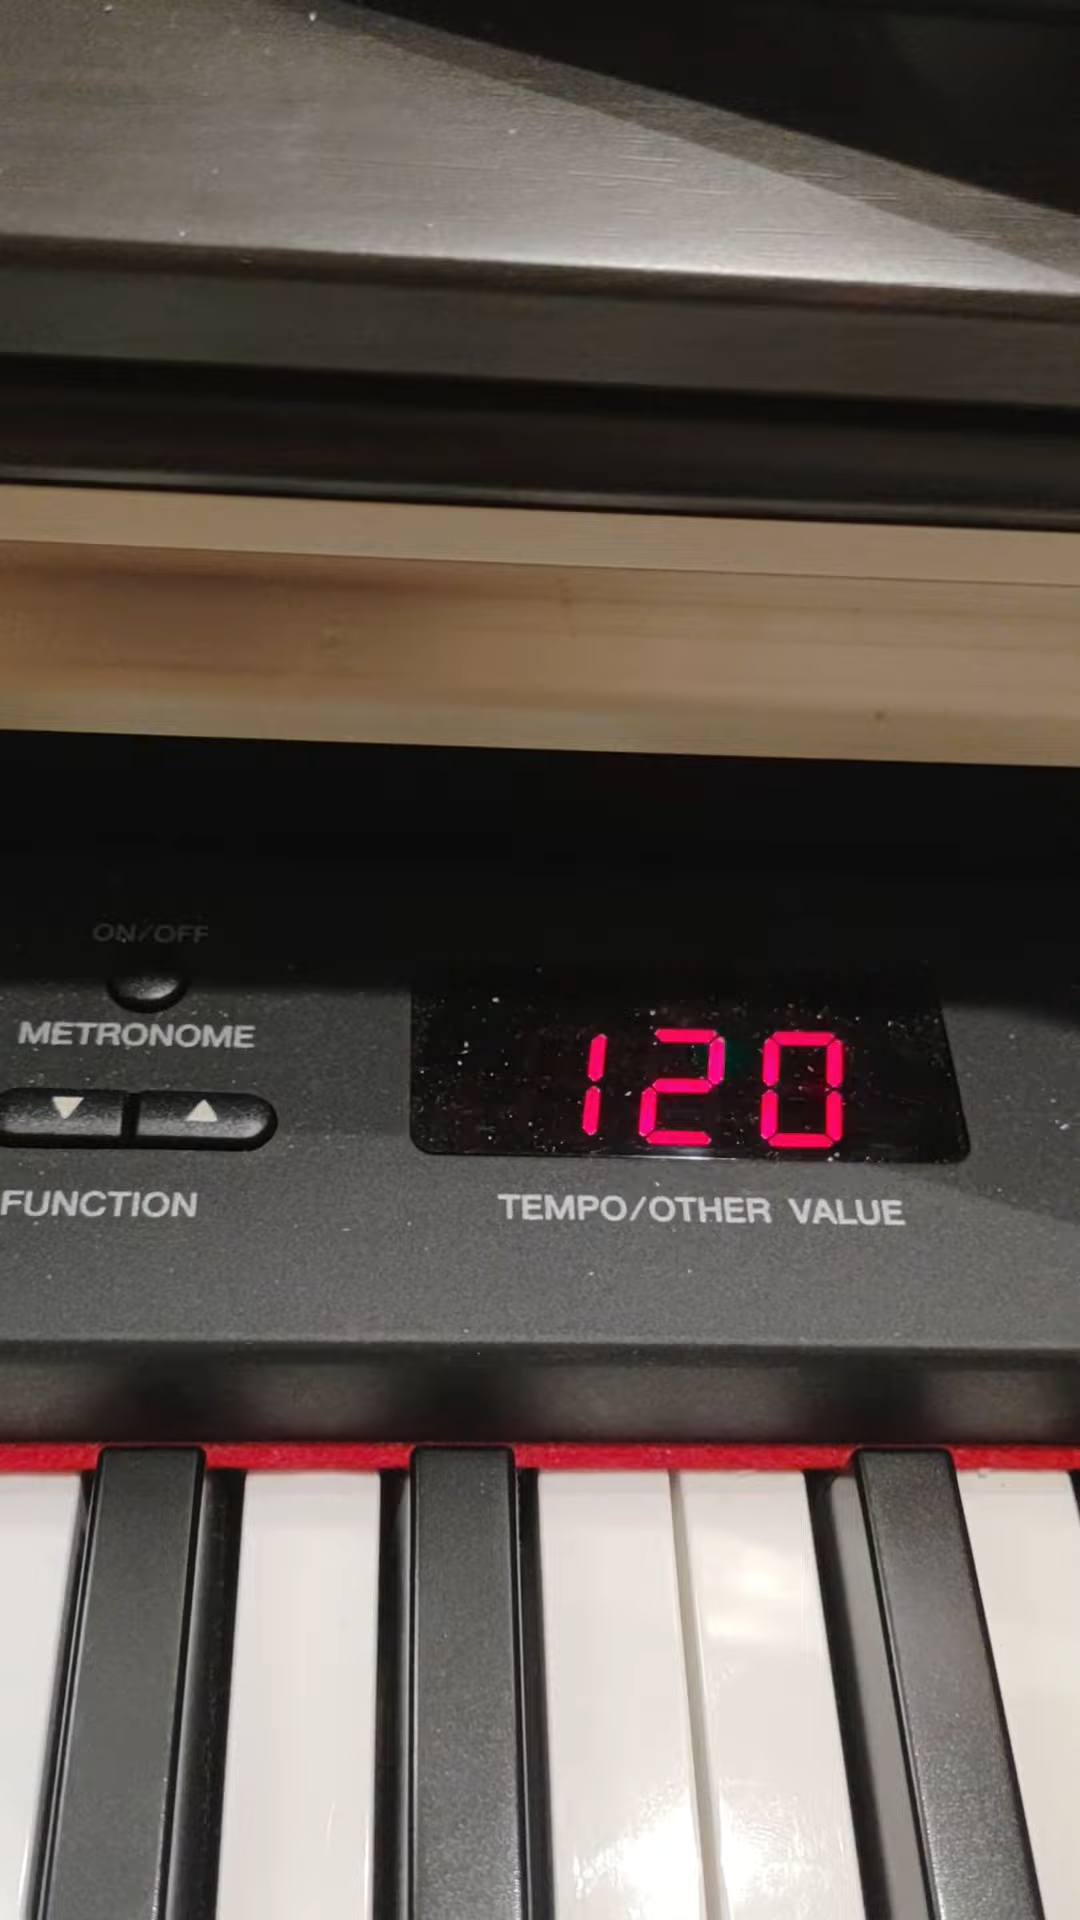 ON/OFF
METRONOME
120
FUNCTION
TEMPO/OTHER VALUE